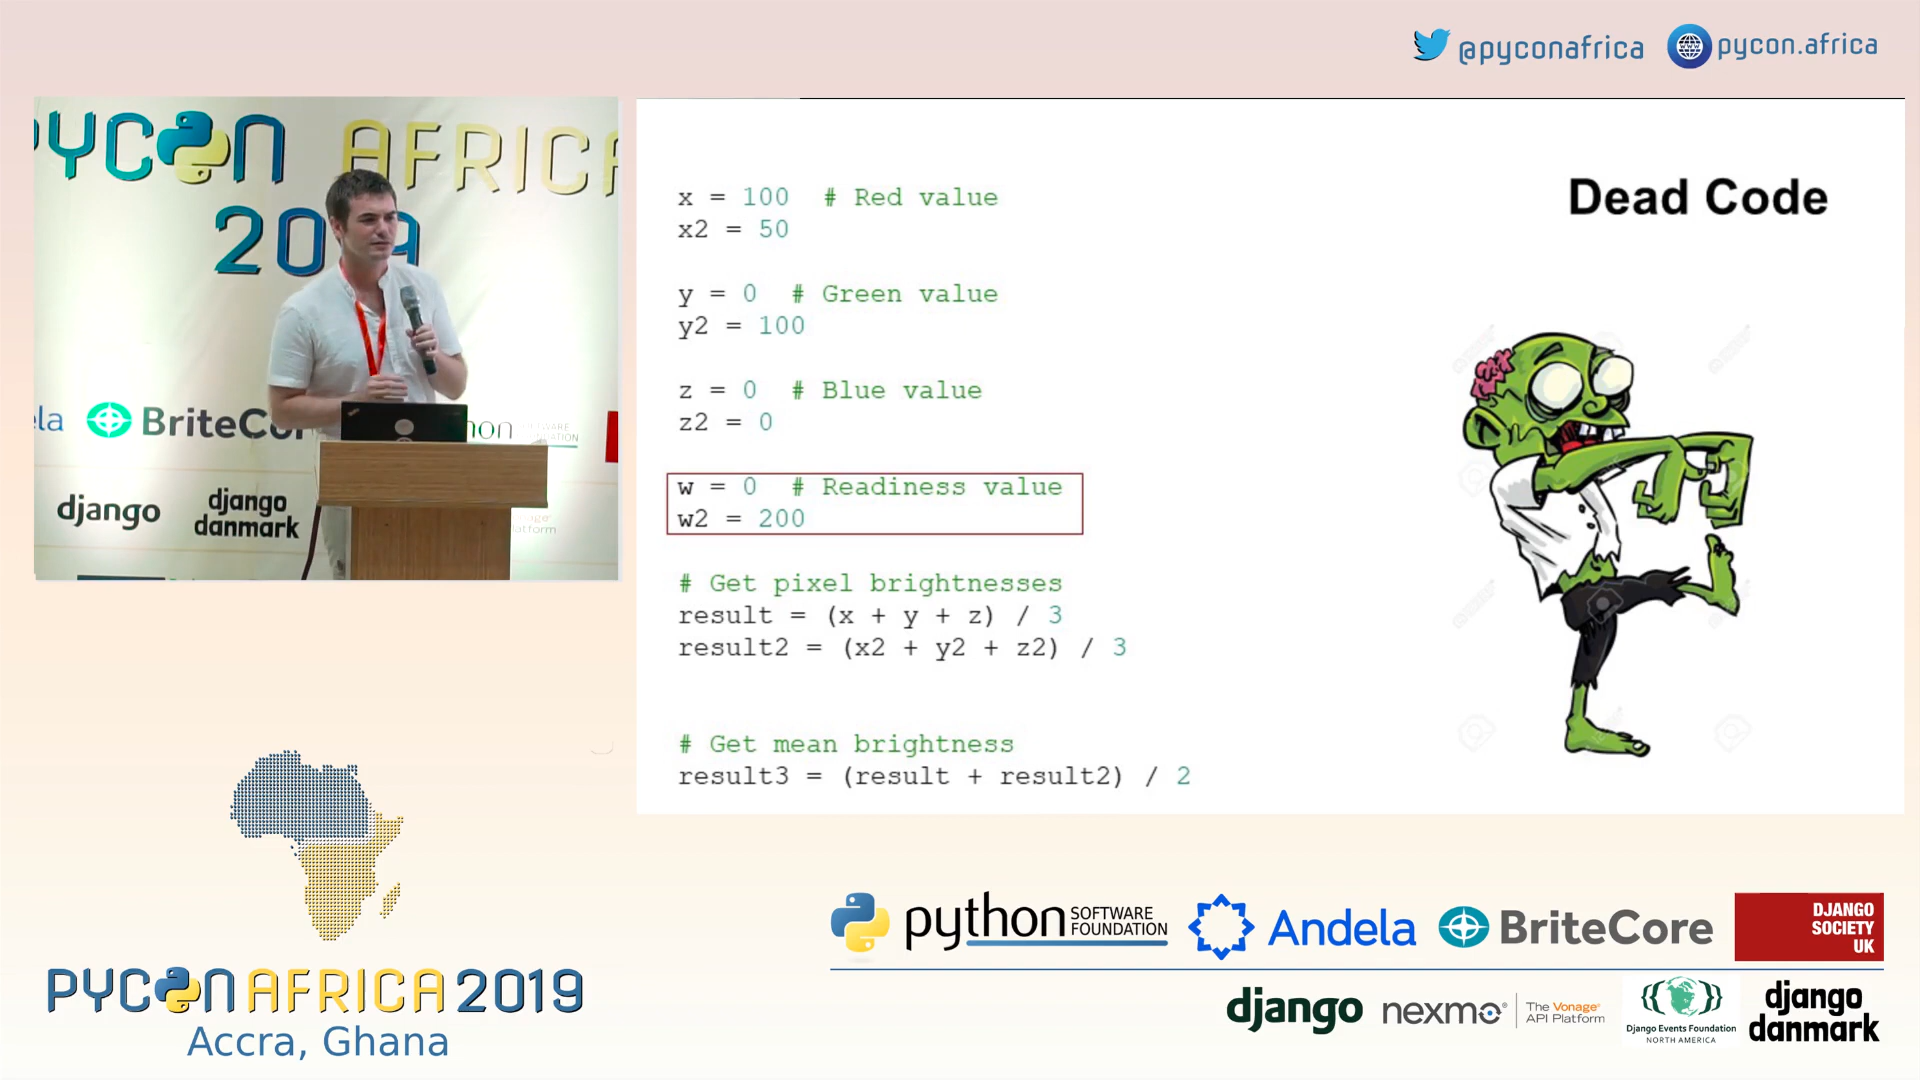 @pyconafrica
pycon.africa
PYCON AFRICA
2019
BriteCore
django
django
danmark
x = 100 # Red value
x2 = 50
y = 0 # Green value
y2 = 100
z = 0 # Blue value
z2 = 0
w = 0 # Readiness value
w2 = 200
# Get pixel brightnesses
result = (x + y + z) / 3
result2 = (x2 + y2 + z2) / 3
# Get mean brightness
result3 = (result + result2) / 2
Dead Code
PYCON AFRICA 2019
Accra, Ghana
python SOFTWARE
FOUNDATION
Andela
BriteCore
DJANGO
SOCIETY
UK
django
nexmo
The Vonage
API Platform
Django Events Foundation
NORTH AMERICA
django
danmark